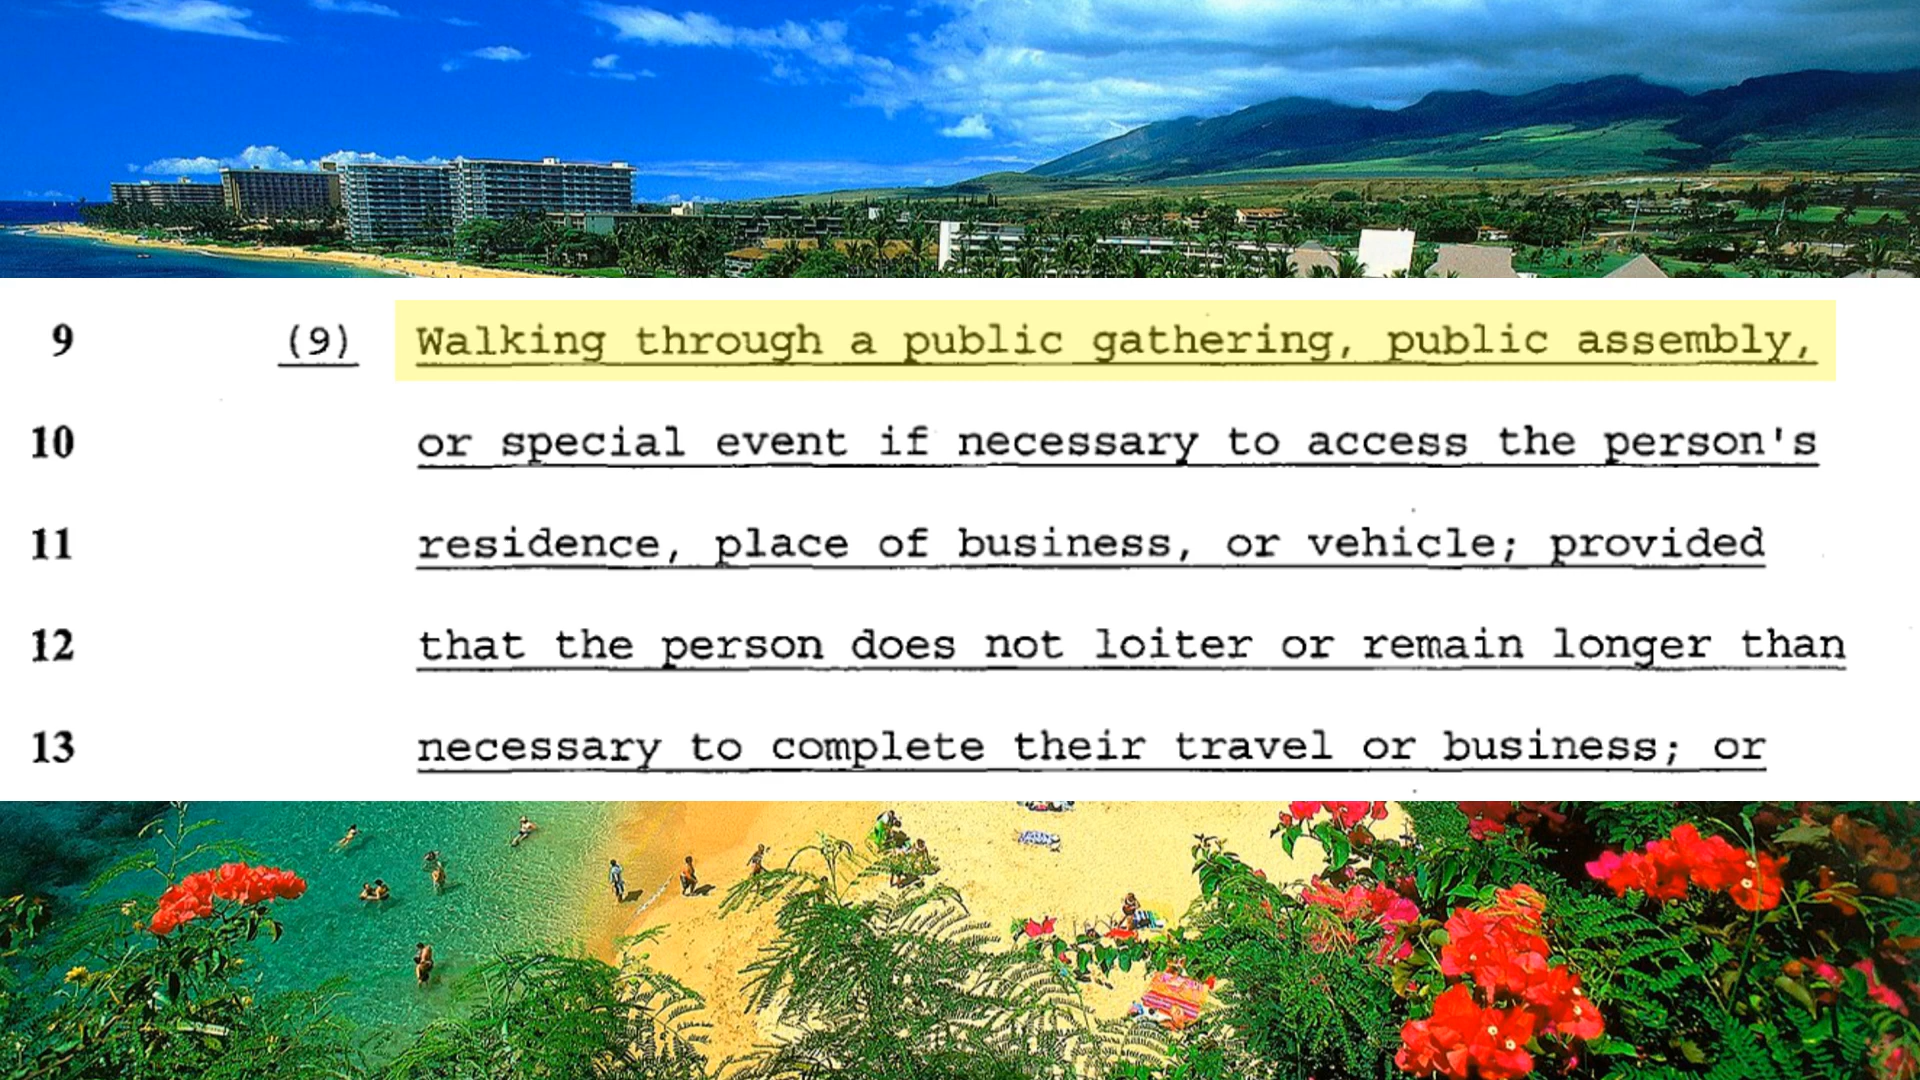 9 (9) Walking through a public gathering, public assembly,
10 or special event if necessary to access the person's
11 residence, place of business, or vehicle; provided
12 that the person does not loiter or remain longer than
13 necessary to complete their travel or business; or